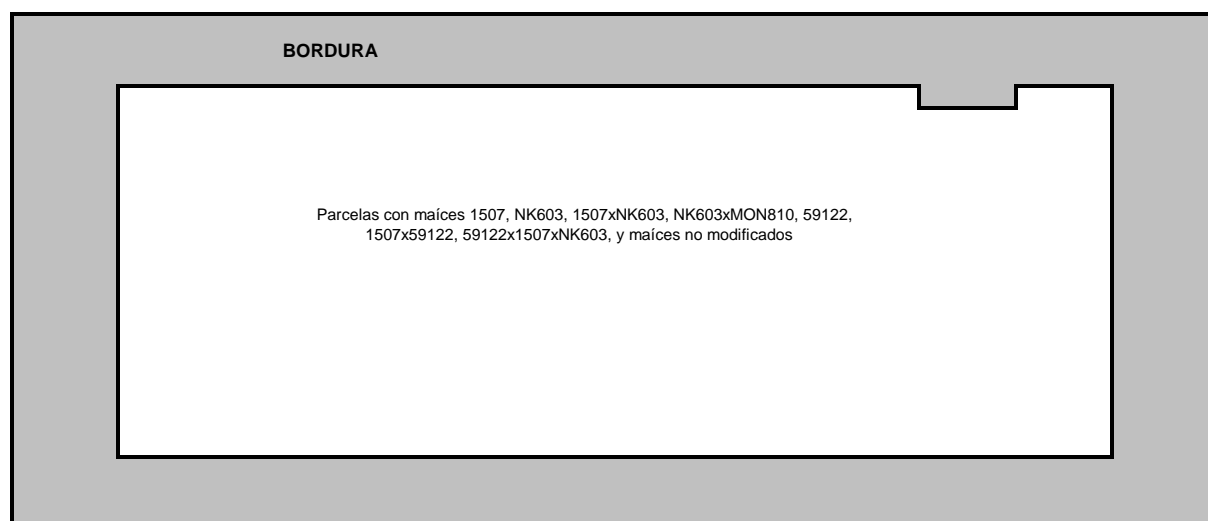 BORDURA
Parcelas con maíces 1507, NK603, 1507xNK603, NK603xMON810, 59122,
1507x59122, 59122x1507xNK603, y maíces no modificados